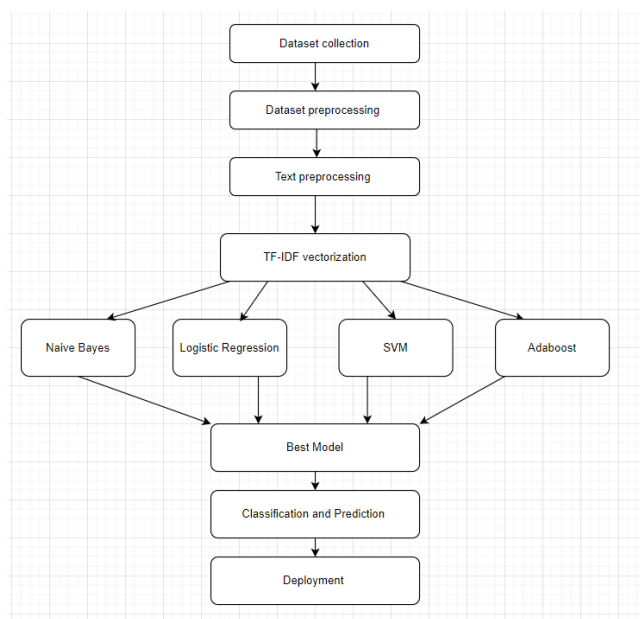 Dataset collection
Dataset preprocessing
Text preprocessing
TF-IDF vectorization
Naive Bayes
Logistic Regression
SVM
Adaboost
Best Model
Classification and Prediction
Deployment